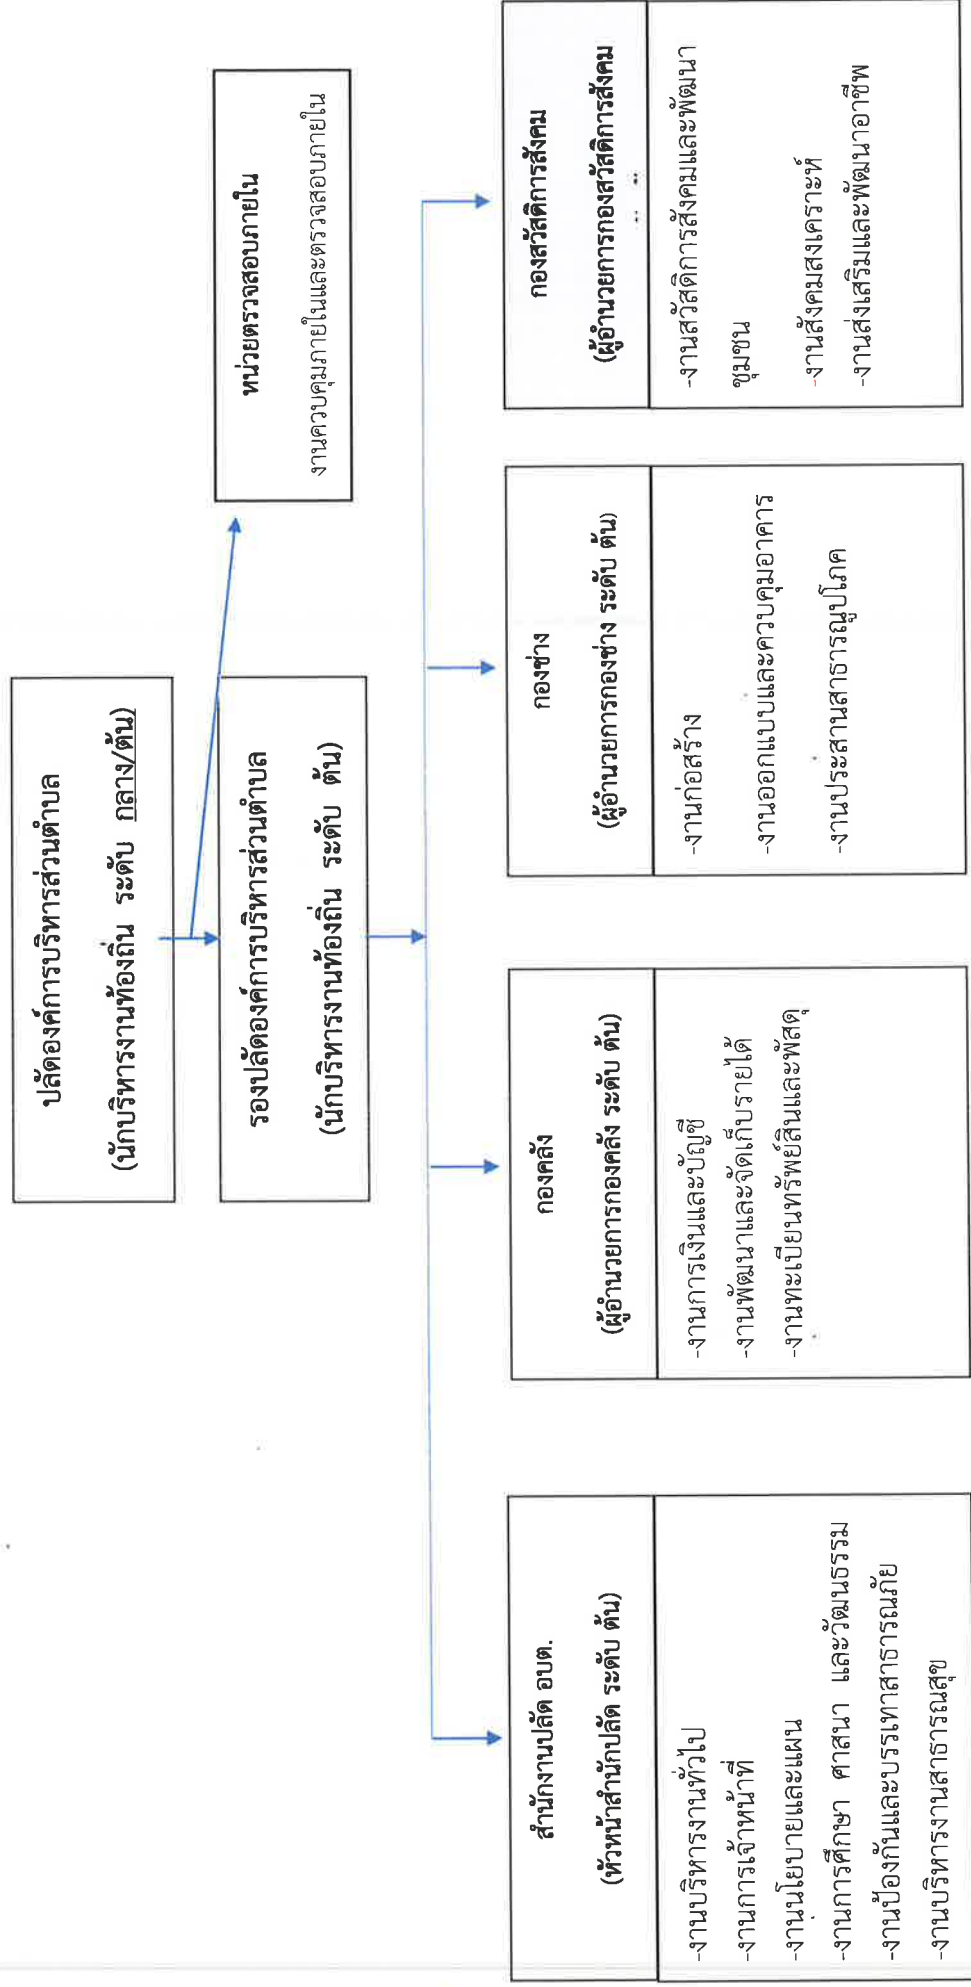 ปลัดองค์การบริหารส่วนตำบล
(นักบริหารงานท้องถิ่น ระดับ กลาง/ต้น)
หน่วยตรวจสอบภายใน
งานควบคุมภายในและตรวจสอบภายใน
รองปลัดองค์การบริหารส่วนตำบล
(นักบริหารงานท้องถิ่น ระดับ ต้น)
สำนักงานปลัด อบต.
(หัวหน้าสำนักปลัด ระดับ ต้น)
-งานบริหารงานทั่วไป
-งานการเจ้าหน้าที่
-งานนโยบายและแผน
-งานการศึกษา ศาสนา และวัฒนธรรม
-งานป้องกันและบรรเทาสาธารณภัย
-งานบริหารงานสาธารณสุข
กองคลัง
(ผู้อำนวยการกองคลัง ระดับ ต้น)
-งานการเงินและบัญชี
-งานพัฒนาและจัดเก็บรายได้
-งานทะเบียนทรัพย์สินและพัสดุ
กองช่าง
(ผู้อำนวยการกองช่าง ระดับ ต้น)
-งานก่อสร้าง
-งานออกแบบและควบคุมอาคาร
-งานประสานสาธารณูปโภค
กองสวัสดิการสังคม
(ผู้อำนวยการกองสวัสดิการสังคม
-งานสวัสดิการสังคมและพัฒนา
ชุมชน
-งานสังคมสงเคราะห์
-งานส่งเสริมและพัฒนาอาชีพ